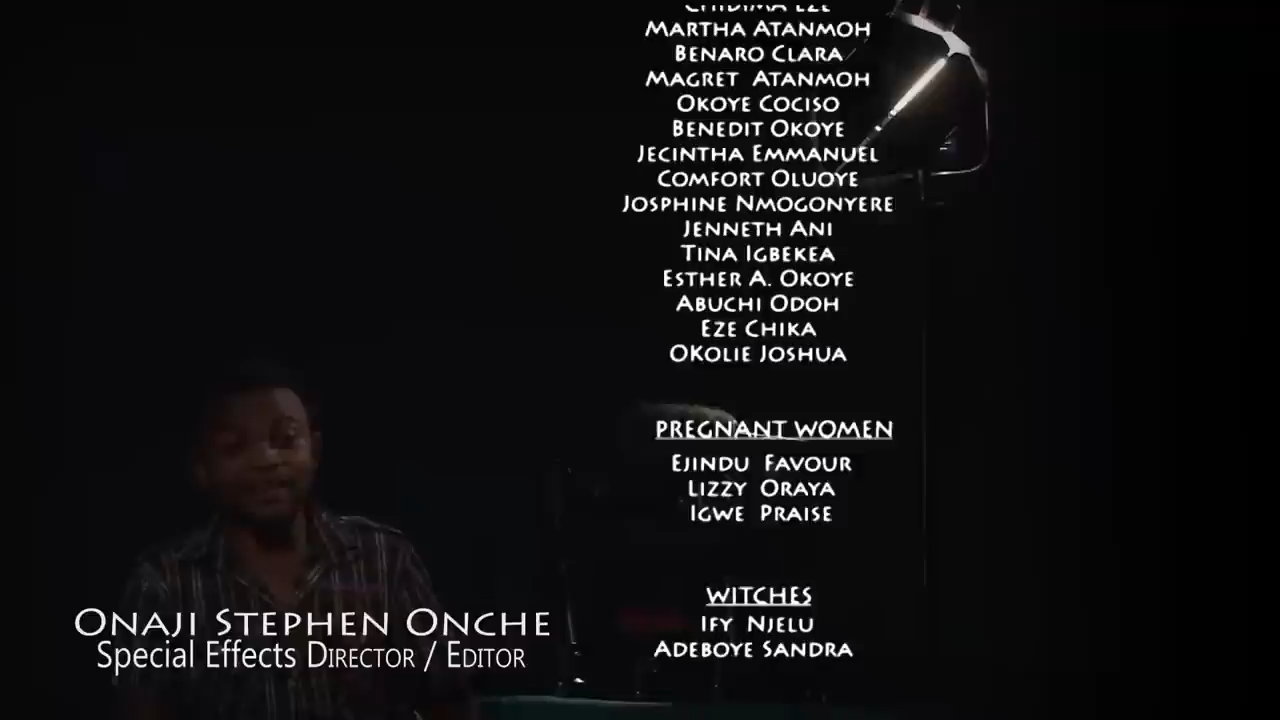 CHIDIMA EZE
MARTHA ATANMOH
BENARO CLARA
MAGRET ATANMOH
OKOYE COCISO
BENEDIT OKOYE
JECINTHA EMMANUEL
COMFORT OLUOYE
JOSPHINE NMOGONYERE
JENNETH ANI
TINA IGBEKEA
ESTHER A. OKOYE
ABUCHI ODOH
EZE CHIKA
OKOLIE JOSHUA
PREGNANT WOMEN
EJINDU FAVOUR
LIZZY ORAYA
IGWE PRAISE
WITCHES
IFY NJELU
ADEBOYE SANDRA
ONAJI STEPHEN ONCHE
Special Effects DIRECTOR / EDITOR